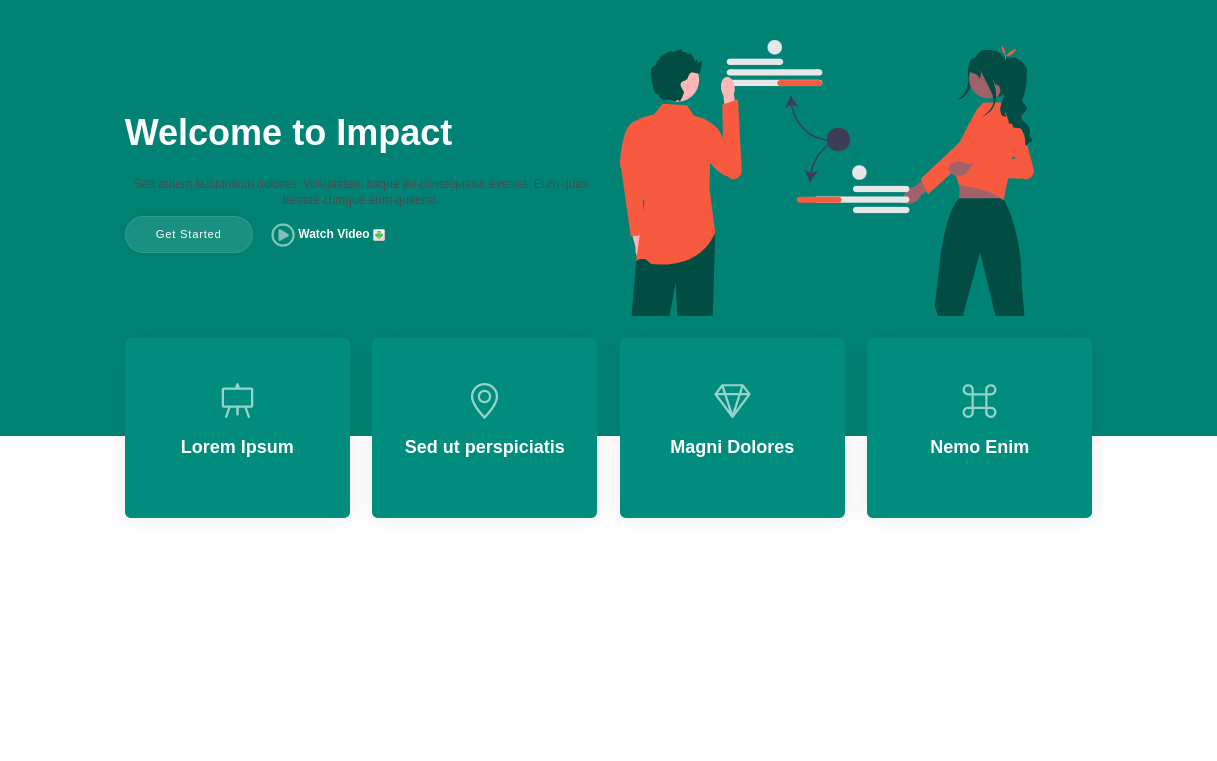 Welcome to Impact
Sed autem laudantium dolores. Voluptatem itaque ea consequatur eveniet. Eum quas
beatae cumque eum quaerat.
Get Started
Watch Video
Lorem Ipsum
Sed ut perspiciatis
Magni Dolores
Nemo Enim